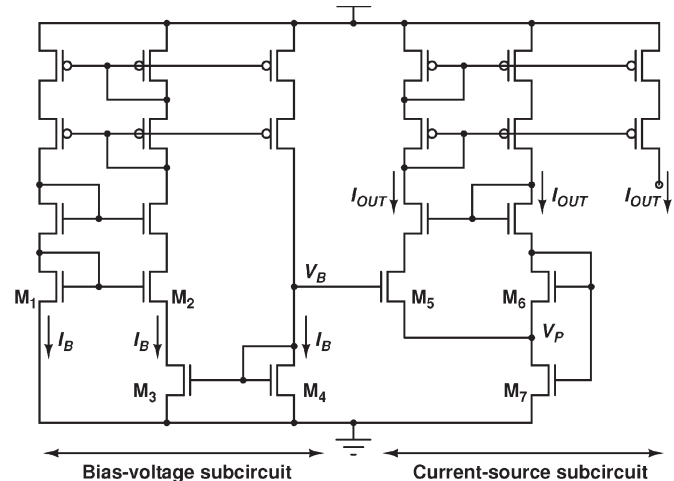 I_OUT
I_OUT
I_OUT
V_B
M_1
M_2
M_5
M_6
I_B
I_B
I_B
V_P
M_3
M_4
M_7
Bias-voltage subcircuit
Current-source subcircuit